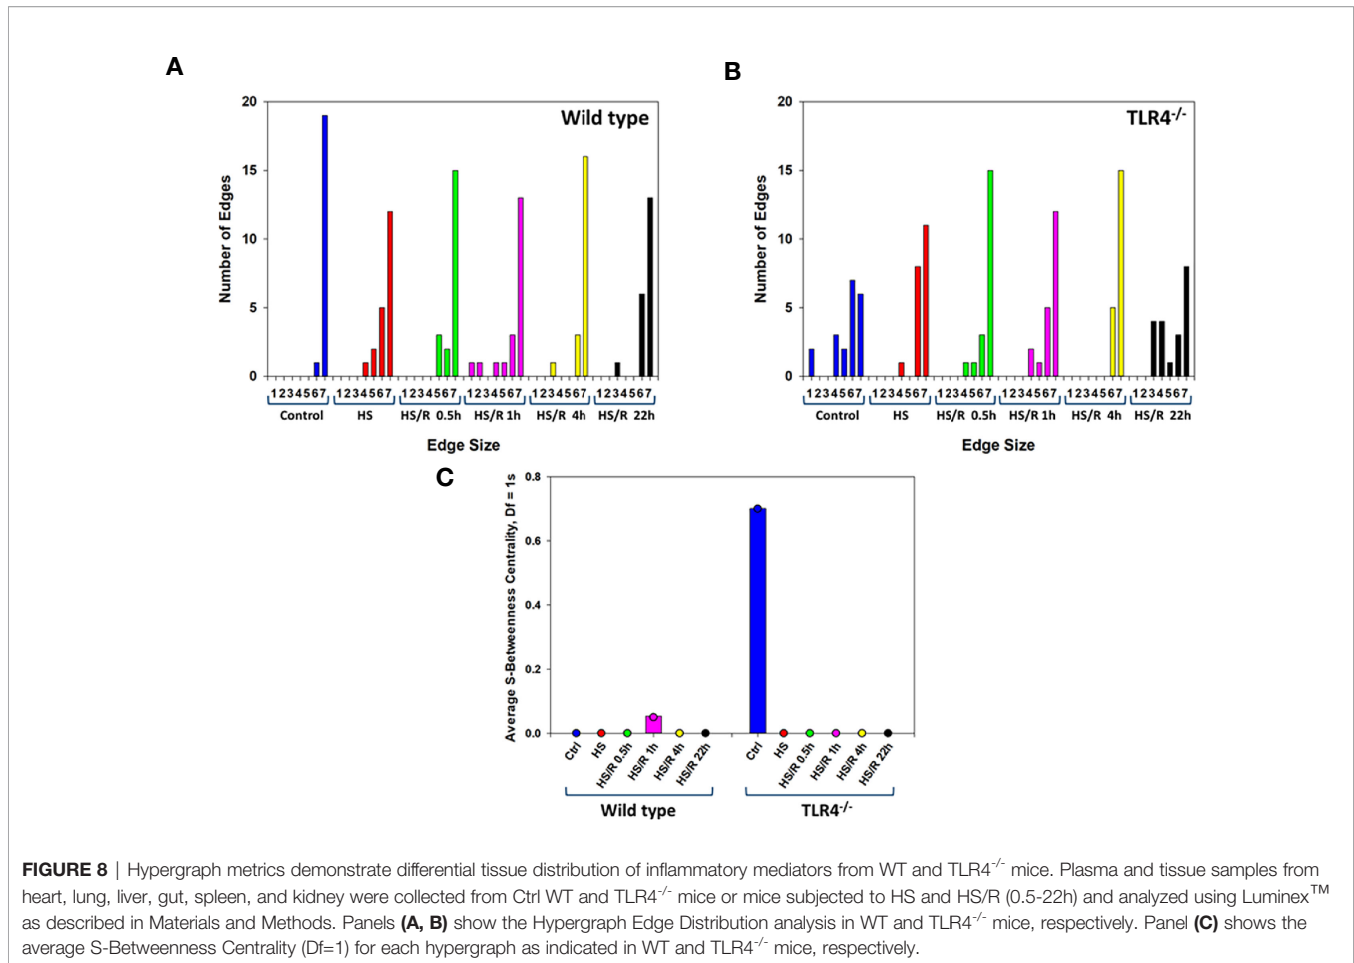 A
B
20
15
10
5
0
Number of Edges
Wild type
1234567 1234567 1234567 1234567 1234567 1234567
Control HS HS/R 0.5h HS/R 1h HS/R 4h HS/R 22h
Edge Size
20
15
10
5
0
Number of Edges
TLR4-/-
1234567 1234567 1234567 1234567 1234567 1234567
Control HS HS/R 0.5h HS/R 1h HS/R 4h HS/R 22h
Edge Size
C
0.8
0.6
0.4
0.2
0.0
Average S-Betweenness Centrality, Df = 1s
Ctrl HS HS/R 0.5h HS/R 1h HS/R 4h HS/R 22h
Ctrl HS HS/R 0.5h HS/R 1h HS/R 4h HS/R 22h
Wild type TLR4-/-
FIGURE 8 | Hypergraph metrics demonstrate differential tissue distribution of inflammatory mediators from WT and TLR4-/- mice. Plasma and tissue samples from
heart, lung, liver, gut, spleen, and kidney were collected from Ctrl WT and TLR4-/- mice or mice subjected to HS and HS/R (0.5-22h) and analyzed using Luminex™
as described in Materials and Methods. Panels (A, B) show the Hypergraph Edge Distribution analysis in WT and TLR4-/- mice, respectively. Panel (C) shows the
average S-Betweenness Centrality (Df=1) for each hypergraph as indicated in WT and TLR4-/- mice, respectively.